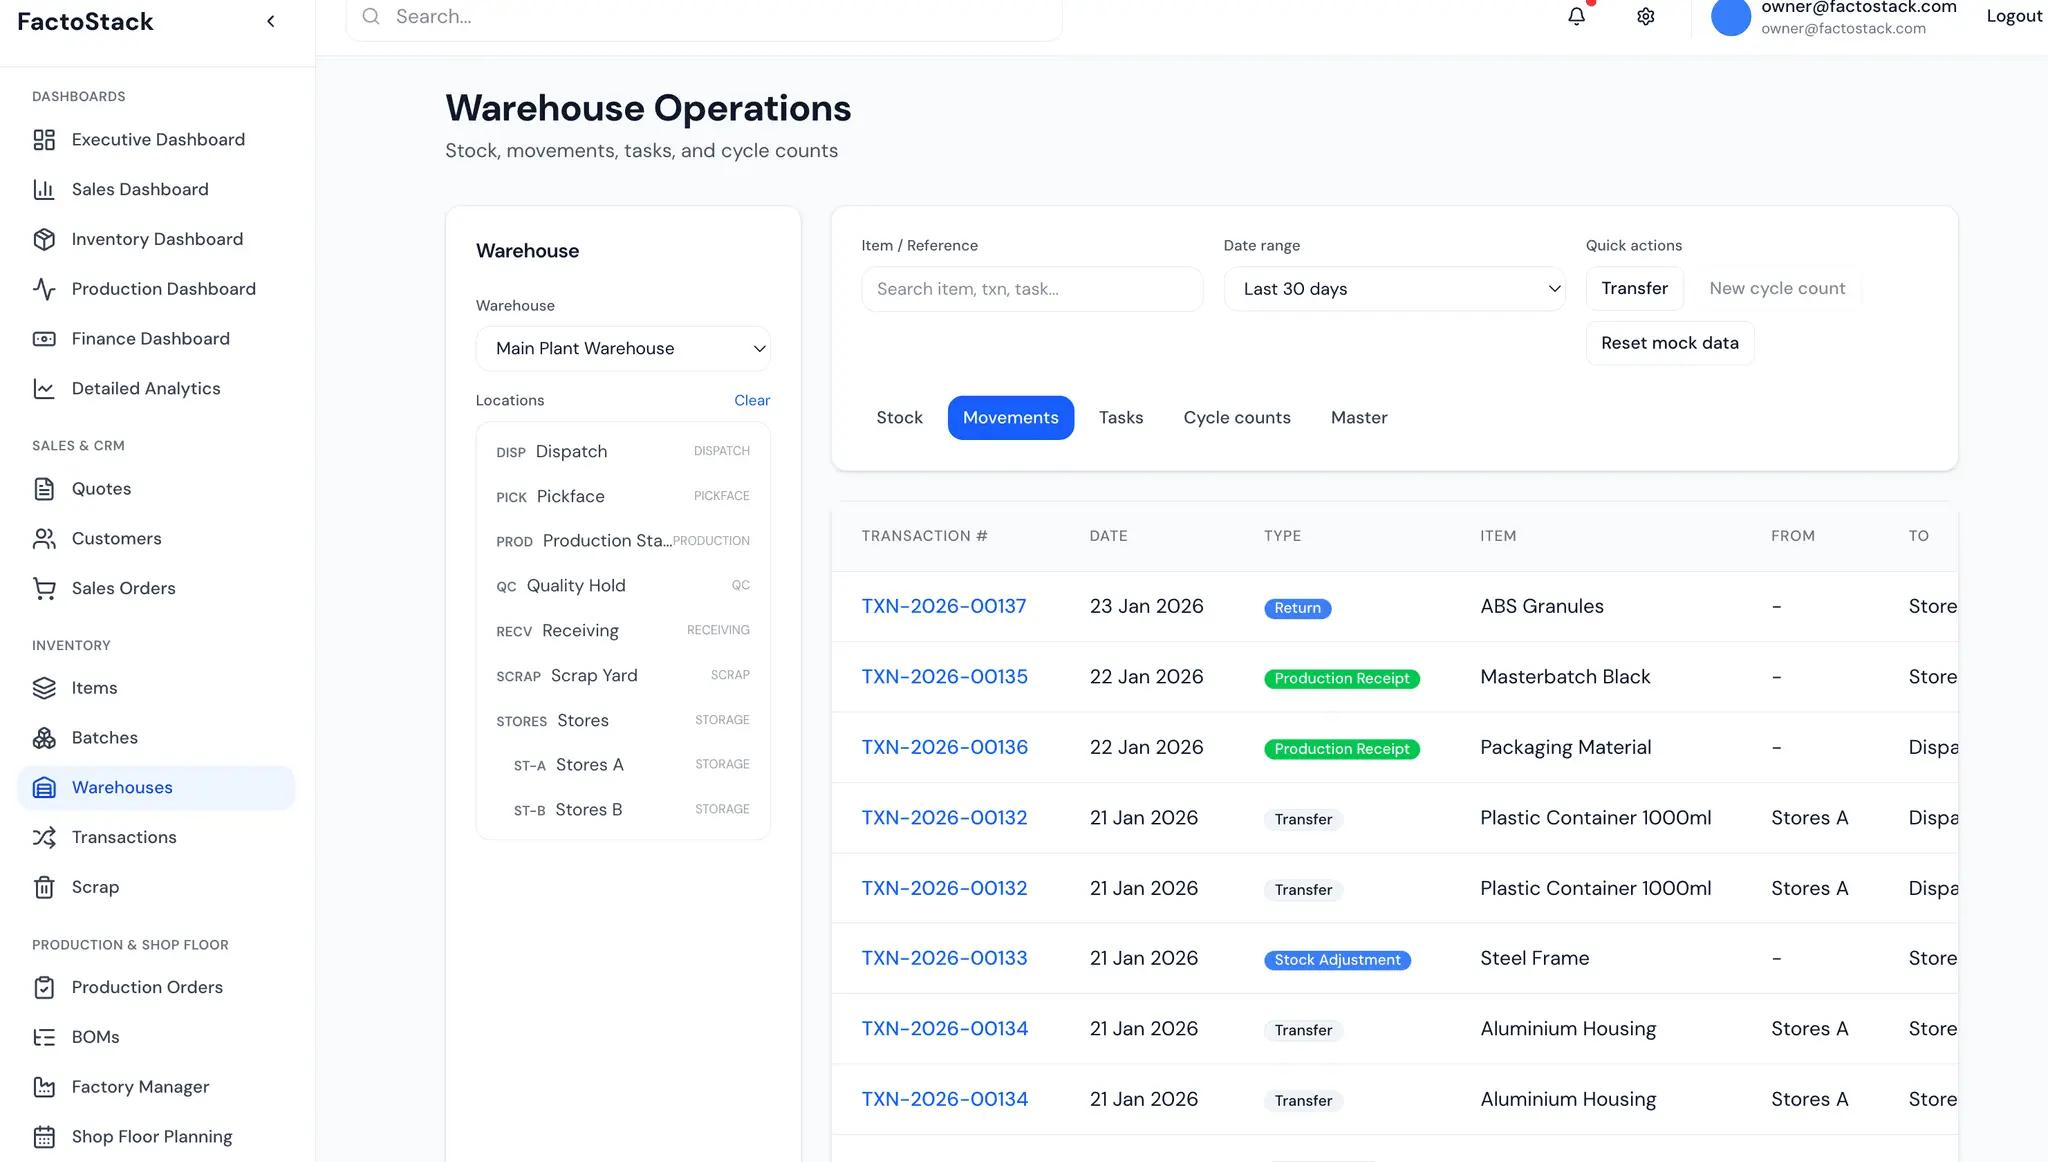 FactoStack
Search...
owner@factostack.com
owner@factostack.com
Logout
DASHBOARDS
Executive Dashboard
Sales Dashboard
Inventory Dashboard
Production Dashboard
Finance Dashboard
Detailed Analytics
SALES & CRM
Quotes
Customers
Sales Orders
INVENTORY
Items
Batches
Warehouses
Transactions
Scrap
PRODUCTION & SHOP FLOOR
Production Orders
BOMs
Factory Manager
Shop Floor Planning
Warehouse Operations
Stock, movements, tasks, and cycle counts
Warehouse
Warehouse
Main Plant Warehouse
Locations Clear
DISP Dispatch DISPATCH
PICK Pickface PICKFACE
PROD Production Sta... PRODUCTION
QC Quality Hold QC
RECV Receiving RECEIVING
SCRAP Scrap Yard SCRAP
STORES Stores STORAGE
ST-A Stores A STORAGE
ST-B Stores B STORAGE
Item / Reference
Search item, txn, task...
Date range
Last 30 days
Quick actions
Transfer New cycle count
Reset mock data
Stock Movements Tasks Cycle counts Master
TRANSACTION # DATE TYPE ITEM FROM TO
TXN-2026-00137 23 Jan 2026 Return ABS Granules - Store
TXN-2026-00135 22 Jan 2026 Production Receipt Masterbatch Black - Store
TXN-2026-00136 22 Jan 2026 Production Receipt Packaging Material - Dispa
TXN-2026-00132 21 Jan 2026 Transfer Plastic Container 1000ml Stores A Dispa
TXN-2026-00132 21 Jan 2026 Transfer Plastic Container 1000ml Stores A Dispa
TXN-2026-00133 21 Jan 2026 Stock Adjustment Steel Frame - Store
TXN-2026-00134 21 Jan 2026 Transfer Aluminium Housing Stores A Store
TXN-2026-00134 21 Jan 2026 Transfer Aluminium Housing Stores A Store